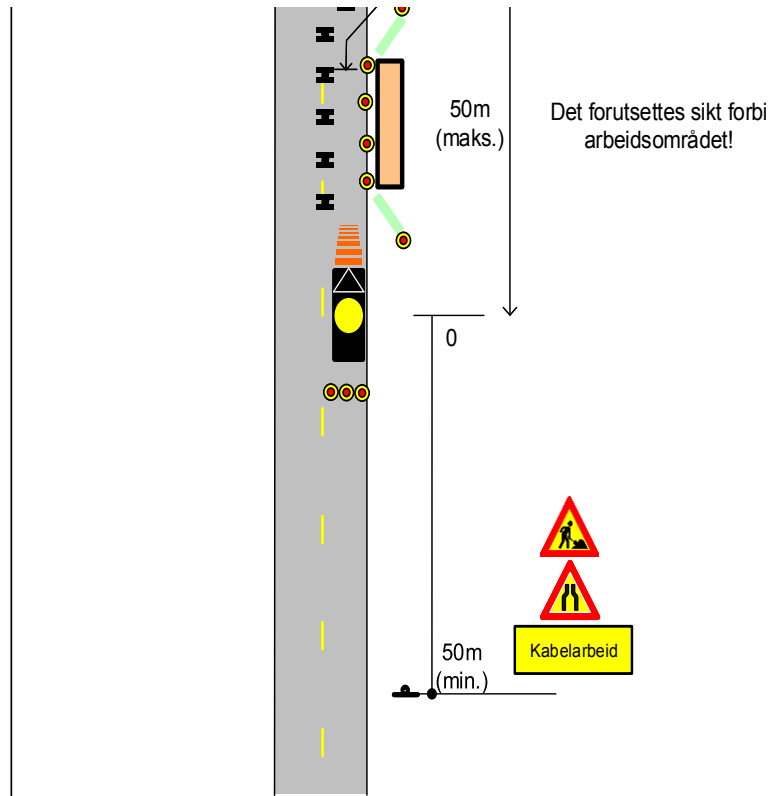 50m
(maks.)
Det forutsettes sikt forbi
arbeidsområdet!
0
Kabelarbeid
50m
(min.)